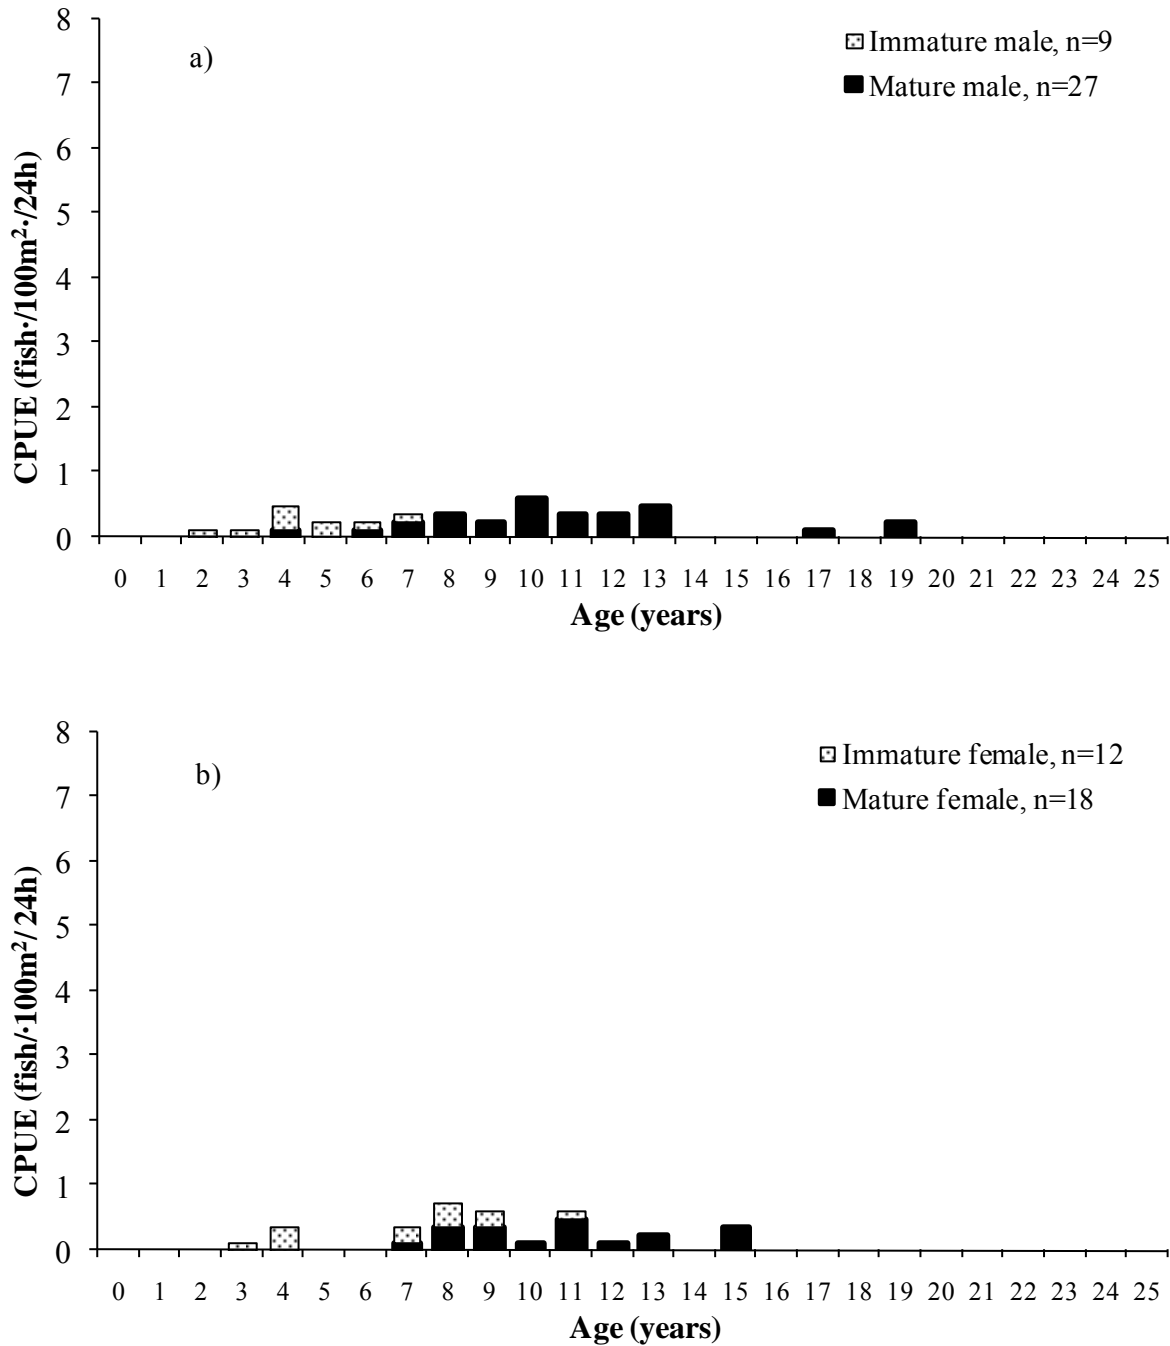 8
a)
Immature male, n=9
7
Mature male, n=27
6
5
4
3
2
1
0
CPUE (fish·/100m²·/24h)
0 1 2 3 4 5 6 7 8 9 10 11 12 13 14 15 16 17 18 19 20 21 22 23 24 25
Age (years)
8
b)
Immature female, n=12
7
Mature female, n=18
6
5
4
3
2
1
0
CPUE (fish/·100m²/ 24h)
0 1 2 3 4 5 6 7 8 9 10 11 12 13 14 15 16 17 18 19 20 21 22 23 24 25
Age (years)